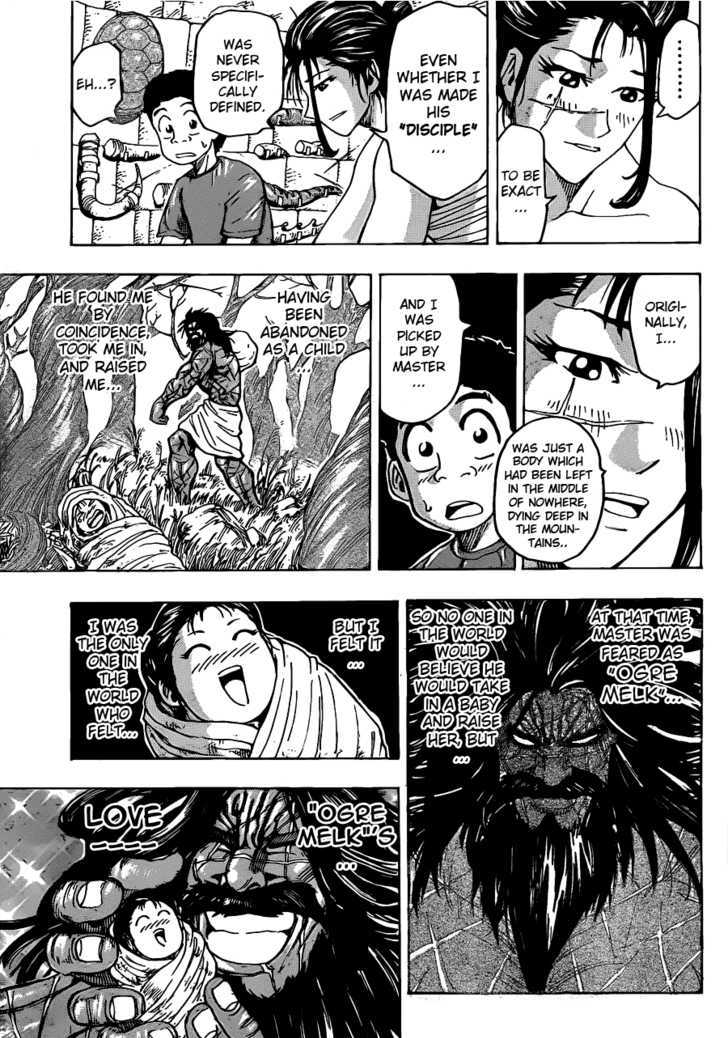 .......
TO BE
EXACT
...
EVEN
WHETHER I
WAS MADE
HIS
"DISCIPLE"
...
WAS
NEVER
SPECIFI-
CALLY
DEFINED.
EH...?
ORIGI-
NALLY,
I...
WAS JUST A
BODY WHICH
HAD BEEN LEFT
IN THE MIDDLE
OF NOWHERE,
DYING DEEP IN
THE MOUN-
TAINS..
AND I
WAS
PICKED
UP BY
MASTER
...
HAVING
BEEN
ABANDONED
AS A CHILD
...
HE FOUND ME
BY
COINCIDENCE,
TOOK ME IN,
AND RAISED
ME...
AT THAT TIME,
MASTER WAS
FEARED AS
"OGRE
MELK"...
SO NO ONE IN
THE WORLD
WOULD
BELIEVE HE
WOULD TAKE
IN A BABY
AND RAISE
HER, BUT
...
BUT I
FELT IT
...
I WAS
THE ONLY
ONE IN
THE
WORLD
WHO
FELT...
"OGRE
MELK"'S
...
LOVE
————